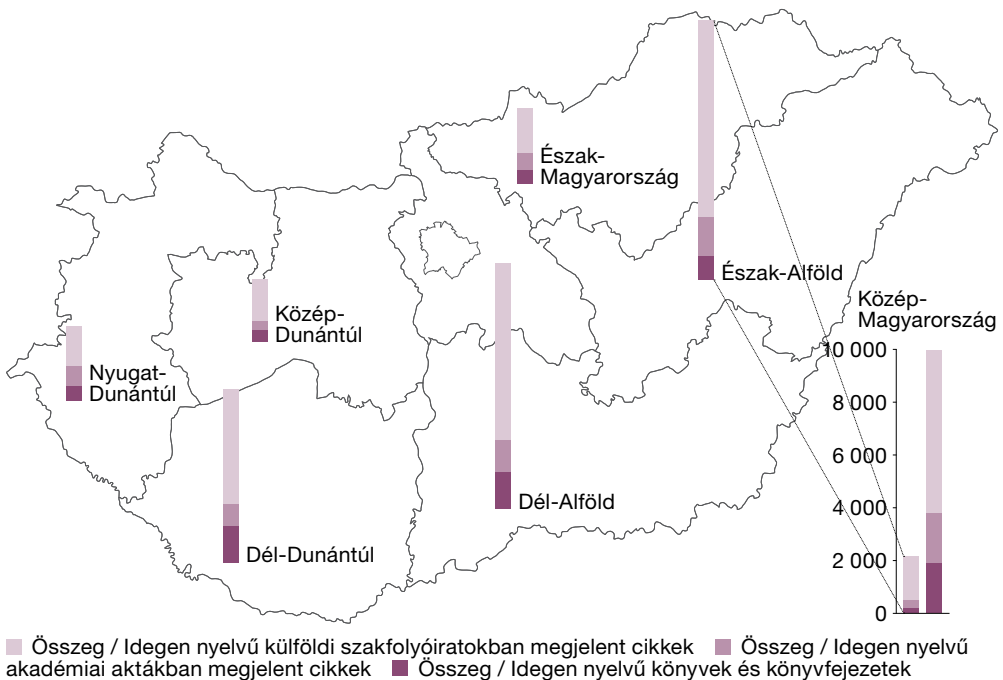 Észak-
Magyarország
Észak-Alföld
Közép-
Magyarország
Közép-
Dunántúl
Nyugat-
Dunántúl
Dél-Alföld
Dél-Dunántúl
10 000
8 000
6 000
4 000
2 000
0
Összeg / Idegen nyelvű külföldi szakfolyóiratokban megjelent cikkek Összeg / Idegen nyelvű
akadémiai aktákban megjelent cikkek Összeg / Idegen nyelvű könyvek és könyvfejezetek